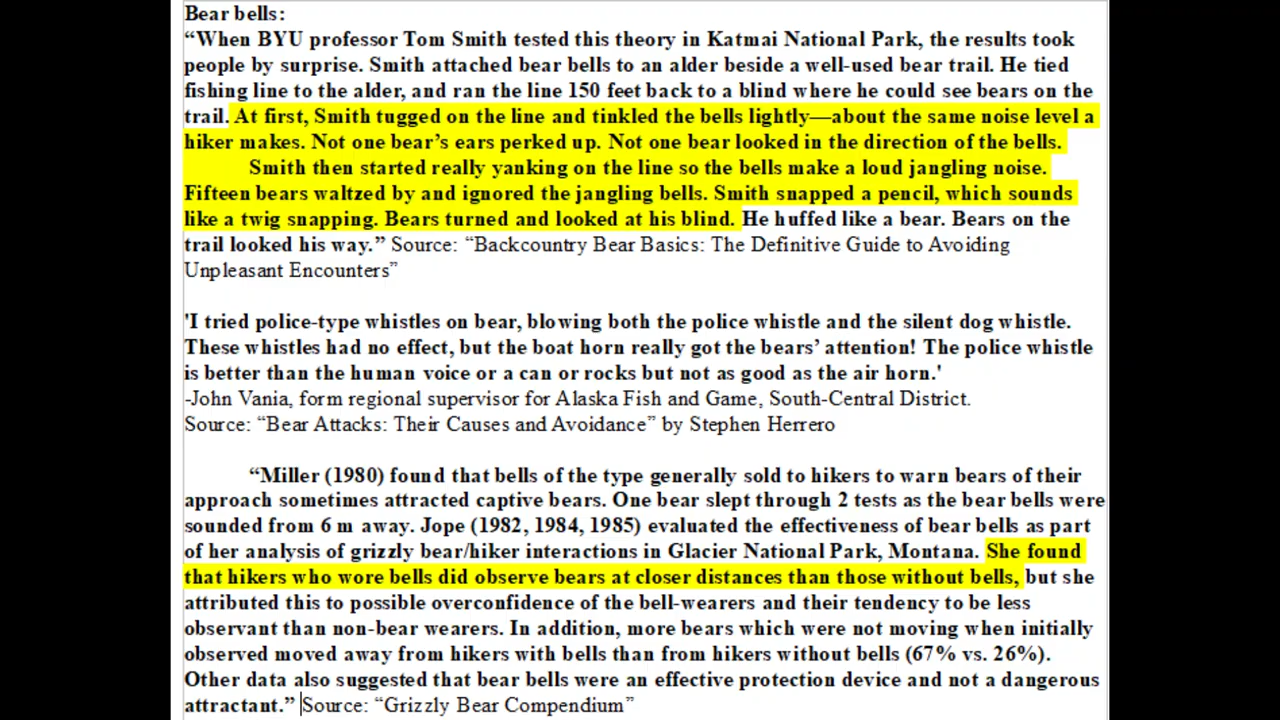 Bear bells:
“When BYU professor Tom Smith tested this theory in Katmai National Park, the results took
people by surprise. Smith attached bear bells to an alder beside a well-used bear trail. He tied
fishing line to the alder, and ran the line 150 feet back to a blind where he could see bears on the
trail. At first, Smith tugged on the line and tinkled the bells lightly—about the same noise level a
hiker makes. Not one bear’s ears perked up. Not one bear looked in the direction of the bells.
Smith then started really yanking on the line so the bells make a loud jangling noise.
Fifteen bears waltzed by and ignored the jangling bells. Smith snapped a pencil, which sounds
like a twig snapping. Bears turned and looked at his blind. He huffed like a bear. Bears on the
trail looked his way.” Source: “Backcountry Bear Basics: The Definitive Guide to Avoiding
Unpleasant Encounters”
'I tried police-type whistles on bear, blowing both the police whistle and the silent dog whistle.
These whistles had no effect, but the boat horn really got the bears’ attention! The police whistle
is better than the human voice or a can or rocks but not as good as the air horn.'
-John Vania, form regional supervisor for Alaska Fish and Game, South-Central District.
Source: “Bear Attacks: Their Causes and Avoidance” by Stephen Herrero
“Miller (1980) found that bells of the type generally sold to hikers to warn bears of their
approach sometimes attracted captive bears. One bear slept through 2 tests as the bear bells were
sounded from 6 m away. Jope (1982, 1984, 1985) evaluated the effectiveness of bear bells as part
of her analysis of grizzly bear/hiker interactions in Glacier National Park, Montana. She found
that hikers who wore bells did observe bears at closer distances than those without bells, but she
attributed this to possible overconfidence of the bell-wearers and their tendency to be less
observant than non-bear wearers. In addition, more bears which were not moving when initially
observed moved away from hikers with bells than from hikers without bells (67% vs. 26%).
Other data also suggested that bear bells were an effective protection device and not a dangerous
attractant.” Source: “Grizzly Bear Compendium”